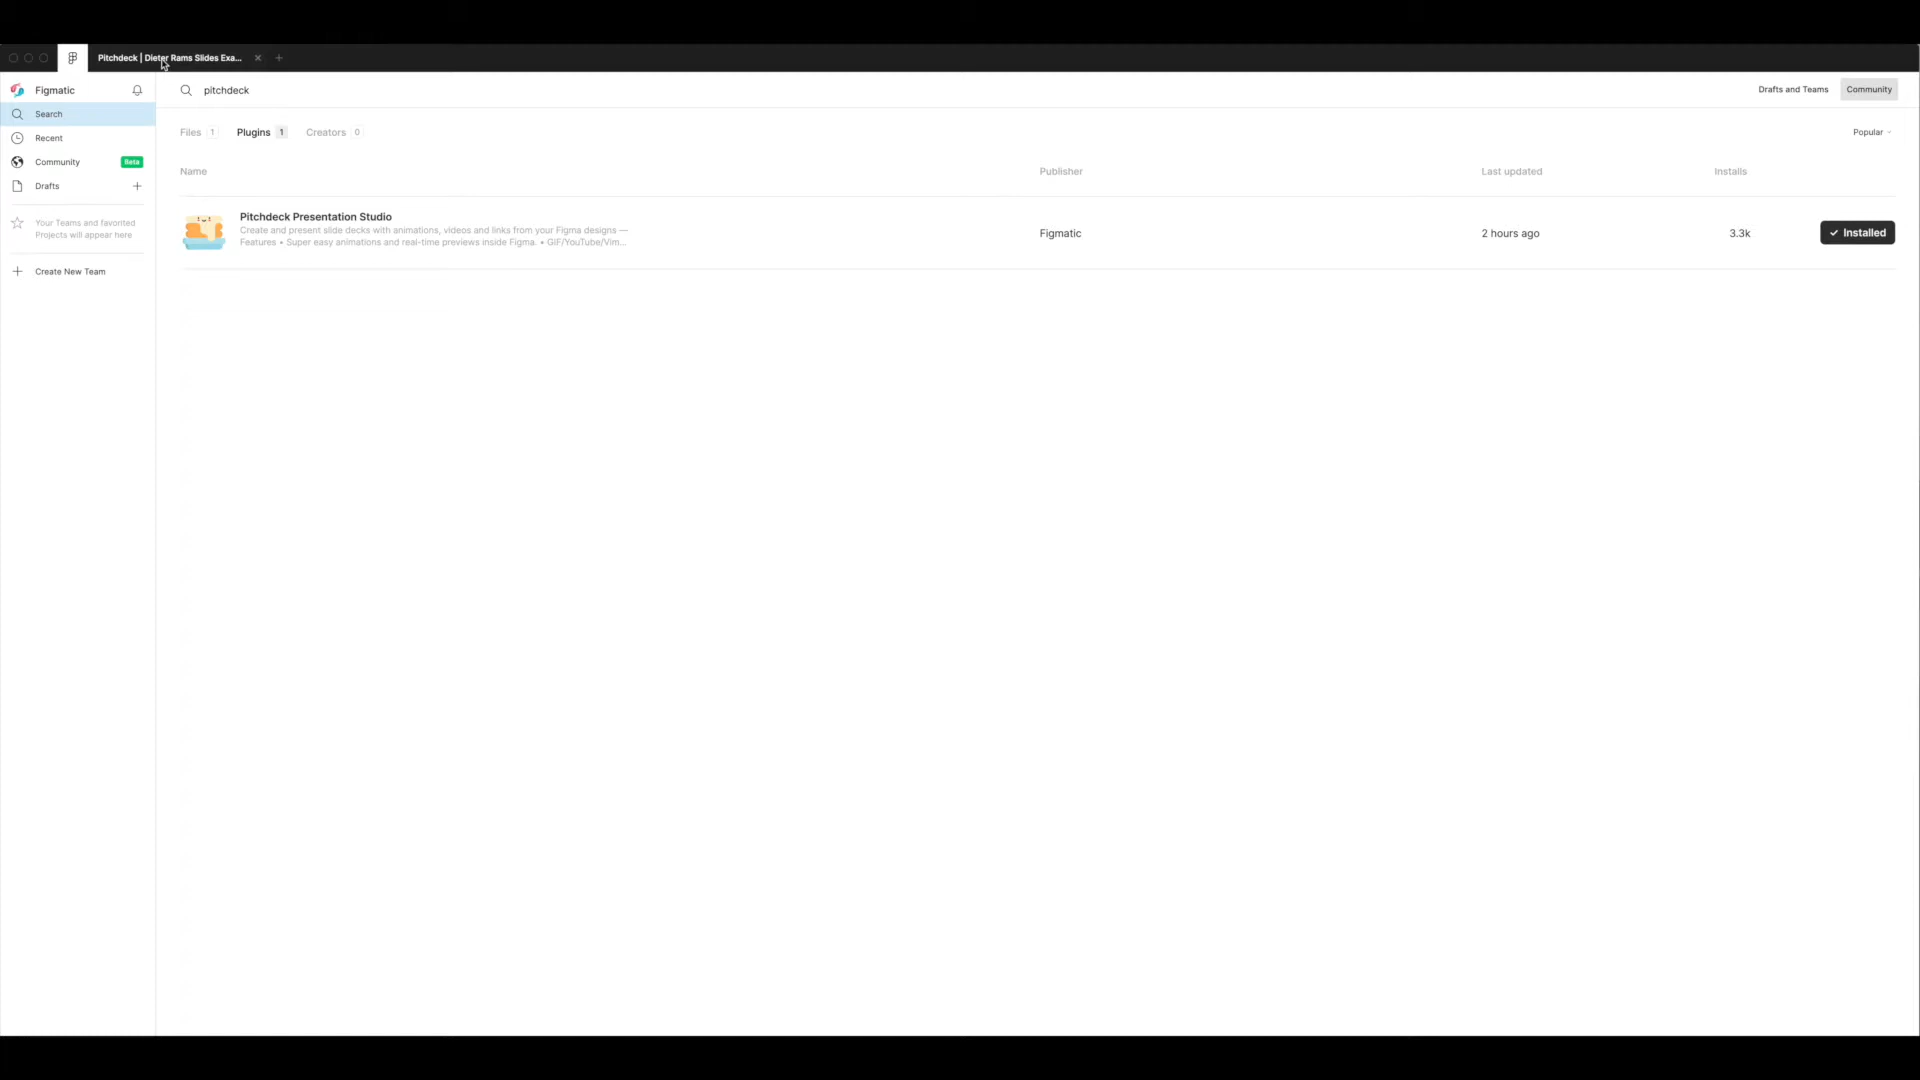 Pitchdeck | Dieter Rams Slides Exa...
Figmatic
pitchdeck
Drafts and Teams
Community
Search
Recent
Community Beta
Drafts
Your Teams and favorited
Projects will appear here
Create New Team
Files 1
Plugins 1
Creators 0
Popular
Name
Publisher
Last updated
Installs
Pitchdeck Presentation Studio
Create and present slide decks with animations, videos and links from your Figma designs —
Features • Super easy animations and real-time previews inside Figma. • GIF/YouTube/Vim...
Figmatic
2 hours ago
3.3k
Installed